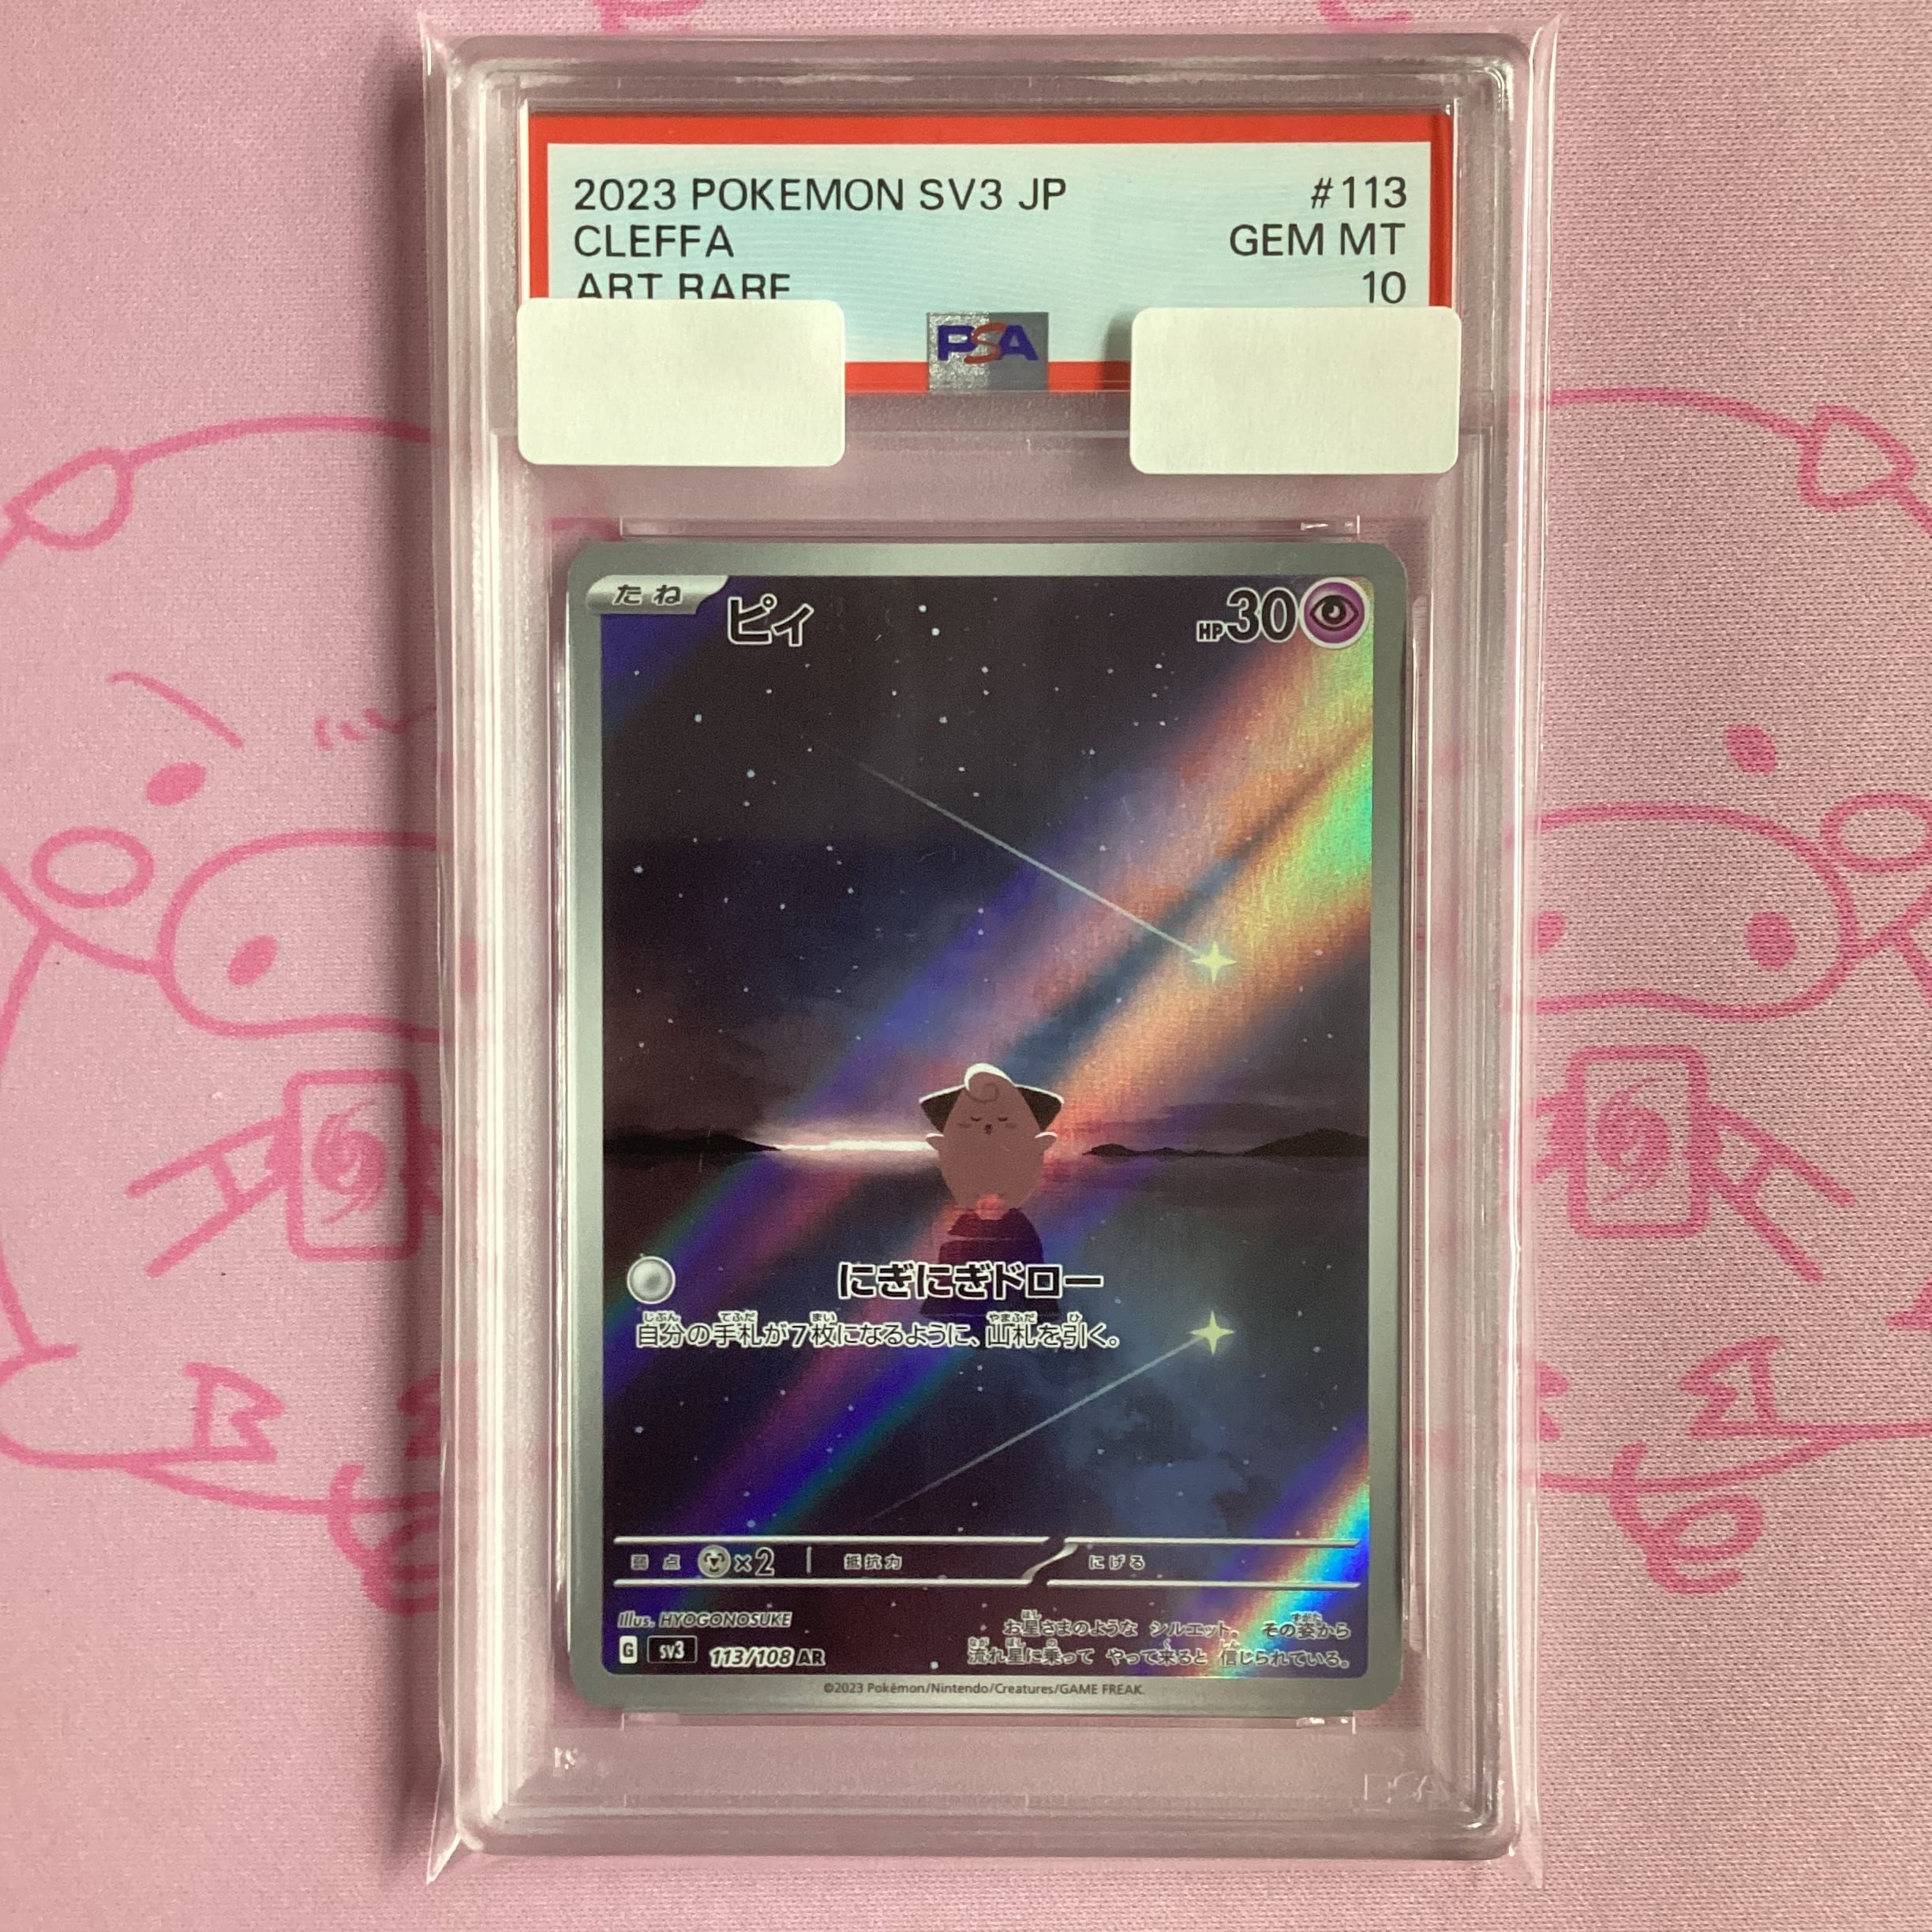 2023 POKEMON SV3 JP #113
CLEFFA GEM MT
ART RARE 10
PSA
たね ピィ HP30
にぎにぎドロー
自分の手札が7枚になるように、山札を引く。
弱点 ×2 抵抗力 にげる
Illus. HYOGONOSUKE
お星さまのような シルエット。 その姿から
流れ星に乗って やって来ると 信じられている。
G SV3 113/108 AR
©2023 Pokémon/Nintendo/Creatures/GAME FREAK.
PSA